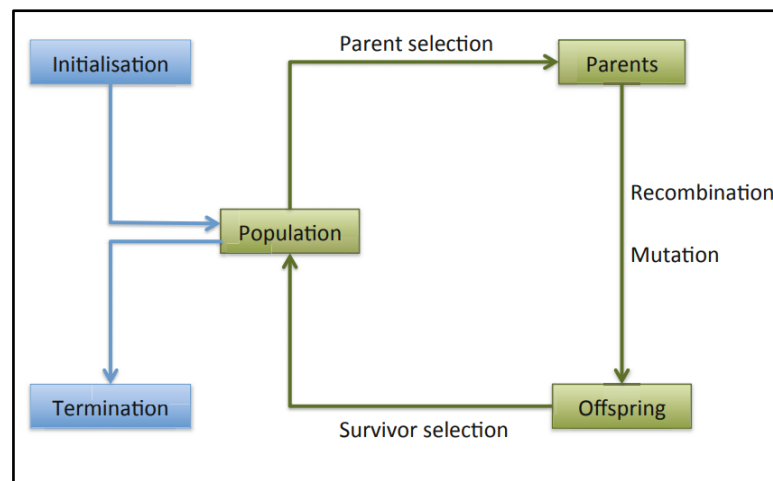 Parent selection
Initialisation
Parents
Recombination
Population
Mutation
Termination
Offspring
Survivor selection